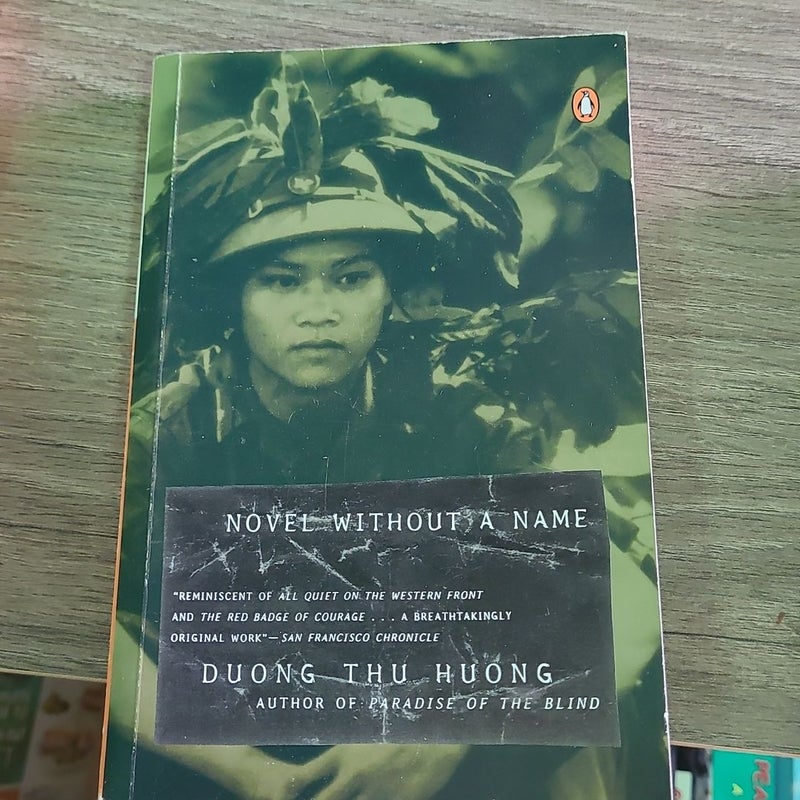 NOVEL WITHOUT A NAME
"REMINISCENT OF ALL QUIET ON THE WESTERN FRONT
AND THE RED BADGE OF COURAGE . . . A BREATHTAKINGLY
ORIGINAL WORK"—SAN FRANCISCO CHRONICLE
DUONG THU HUONG
AUTHOR OF PARADISE OF THE BLIND